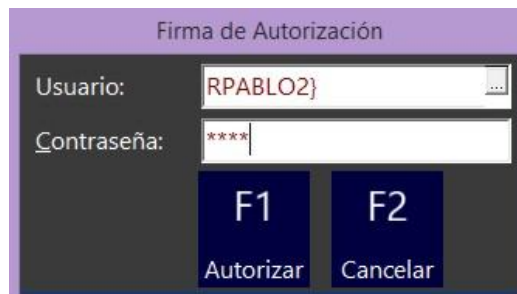 Firma de Autorización
Usuario: RPABLO2} ...
Contraseña: ****
F1 F2
Autorizar Cancelar